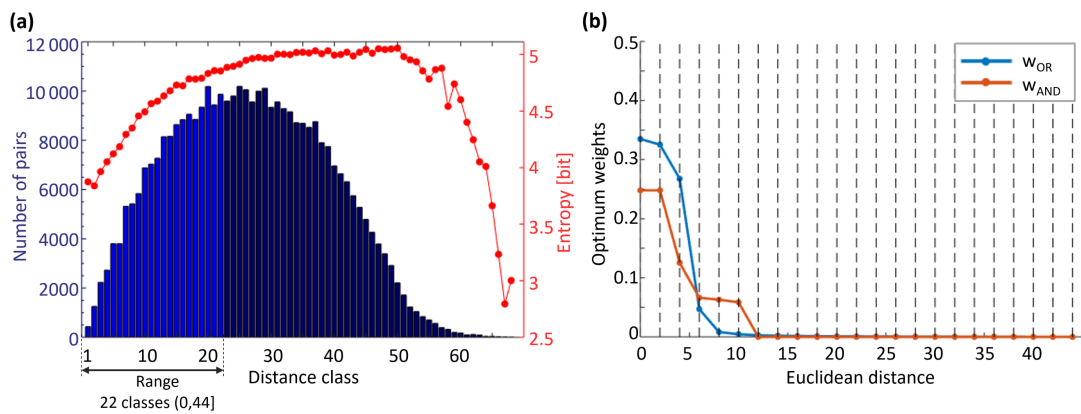 (a)
12 000
10 000
8000
6000
4000
2000
0
Number of pairs
5
4.5
4
3.5
3
2.5
Entropy [bit]
1 10 20 30 40 50 60
Distance class
Range
22 classes (0,44]
(b)
0.5
0.4
0.3
0.2
0.1
0
Optimum weights
w_OR
w_AND
0 5 10 15 20 25 30 35 40
Euclidean distance